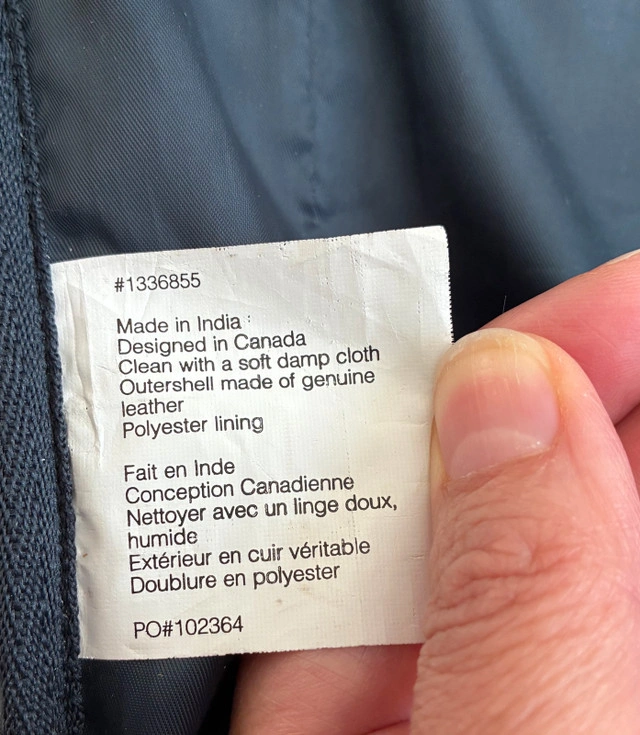 #1336855
Made in India :
Designed in Canada
Clean with a soft damp cloth
Outershell made of genuine
leather
Polyester lining
Fait en Inde
Conception Canadienne
Nettoyer avec un linge doux,
humide
Extérieur en cuir véritable
Doublure en polyester
PO#102364